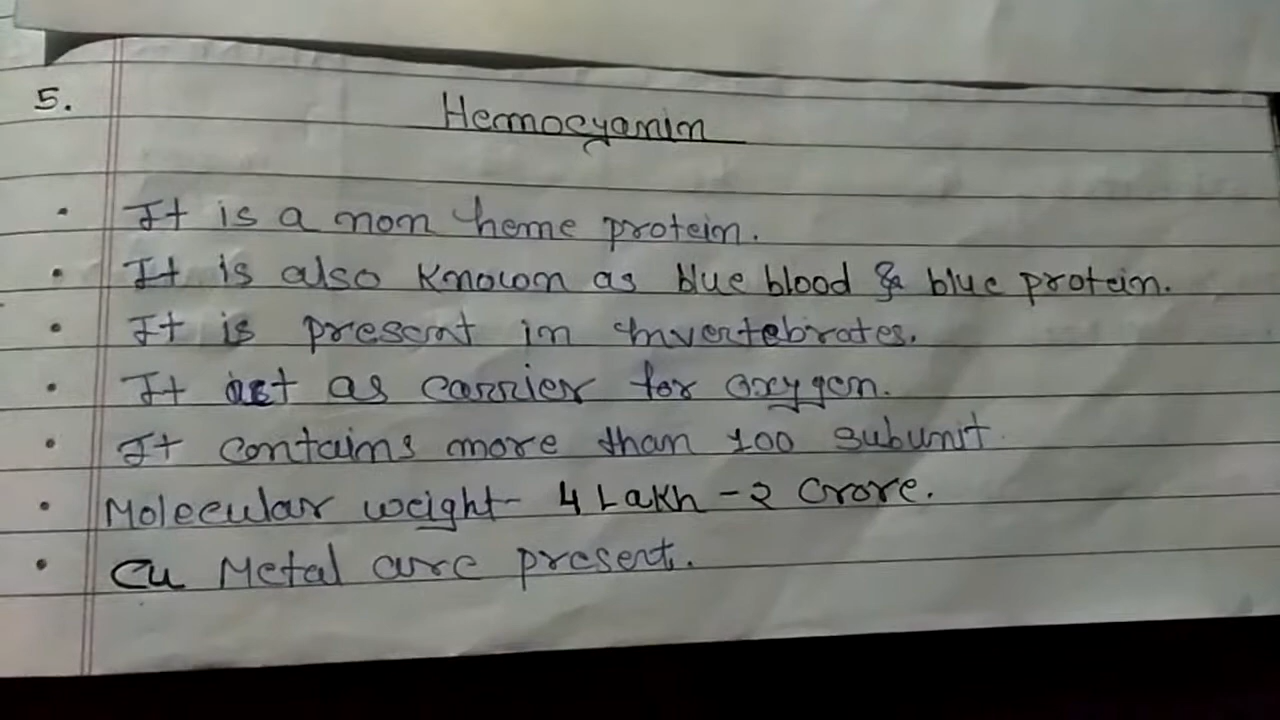 5.
Hemocyanin
• It is a non heme protein.
• It is also known as blue blood & blue protein.
• It is present in invertebrates.
• It act as carrier for oxygen.
• It contains more than 100 subunit.
• Molecular weight- 4 Lakh - 2 Crore.
• Cu Metal are present.